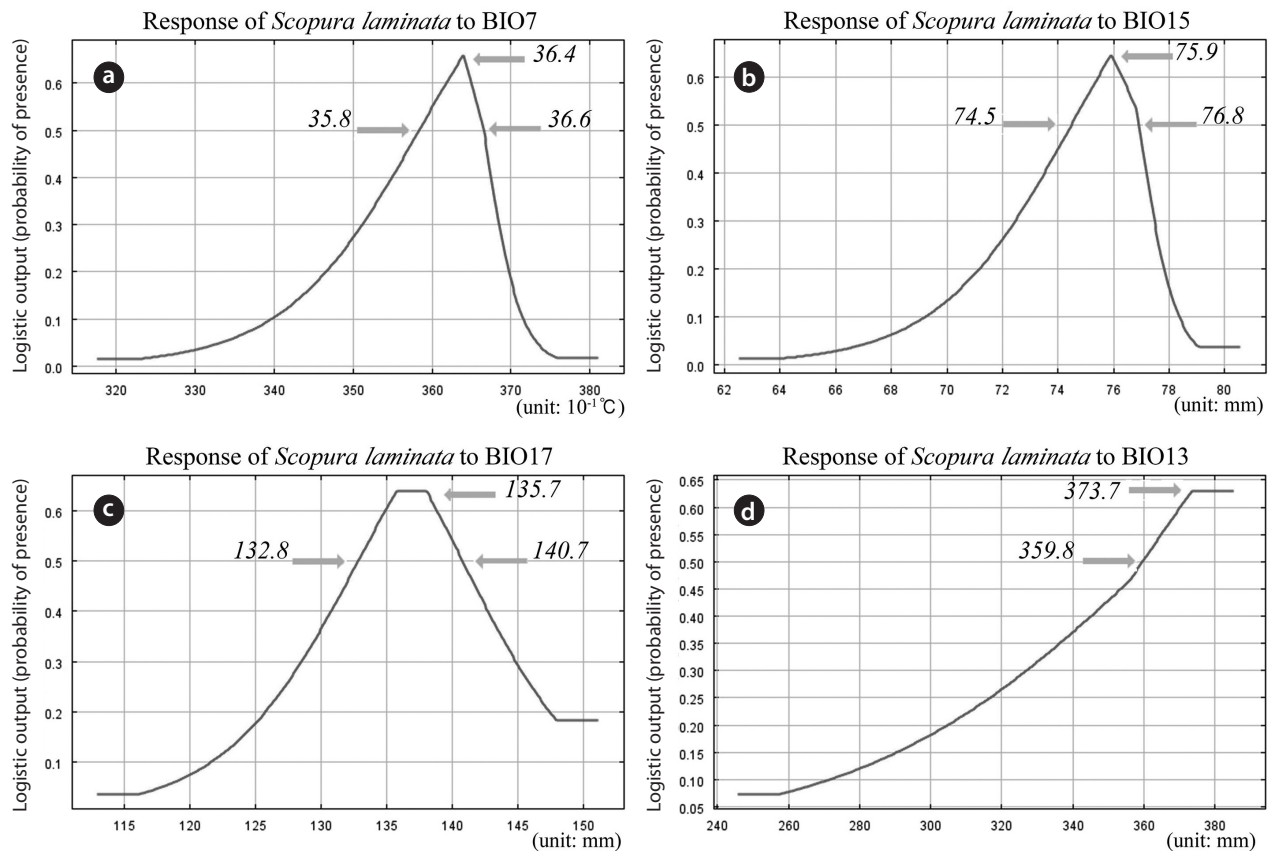 Response of Scopura laminata to BIO7
a
Logistic output (probability of presence)
0.6
0.5
0.4
0.3
0.2
0.1
0.0
36.4
35.8
36.6
320 330 340 350 360 370 380
(unit: 10⁻¹℃)
Response of Scopura laminata to BIO15
b
Logistic output (probability of presence)
0.6
0.5
0.4
0.3
0.2
0.1
0.0
75.9
74.5
76.8
62 64 66 68 70 72 74 76 78 80
(unit: mm)
Response of Scopura laminata to BIO17
c
Logistic output (probability of presence)
0.6
0.5
0.4
0.3
0.2
0.1
135.7
132.8
140.7
115 120 125 130 135 140 145 150
(unit: mm)
Response of Scopura laminata to BIO13
d
Logistic output (probability of presence)
0.65
0.60
0.55
0.50
0.45
0.40
0.35
0.30
0.25
0.20
0.15
0.10
0.05
373.7
359.8
240 260 280 300 320 340 360 380
(unit: mm)